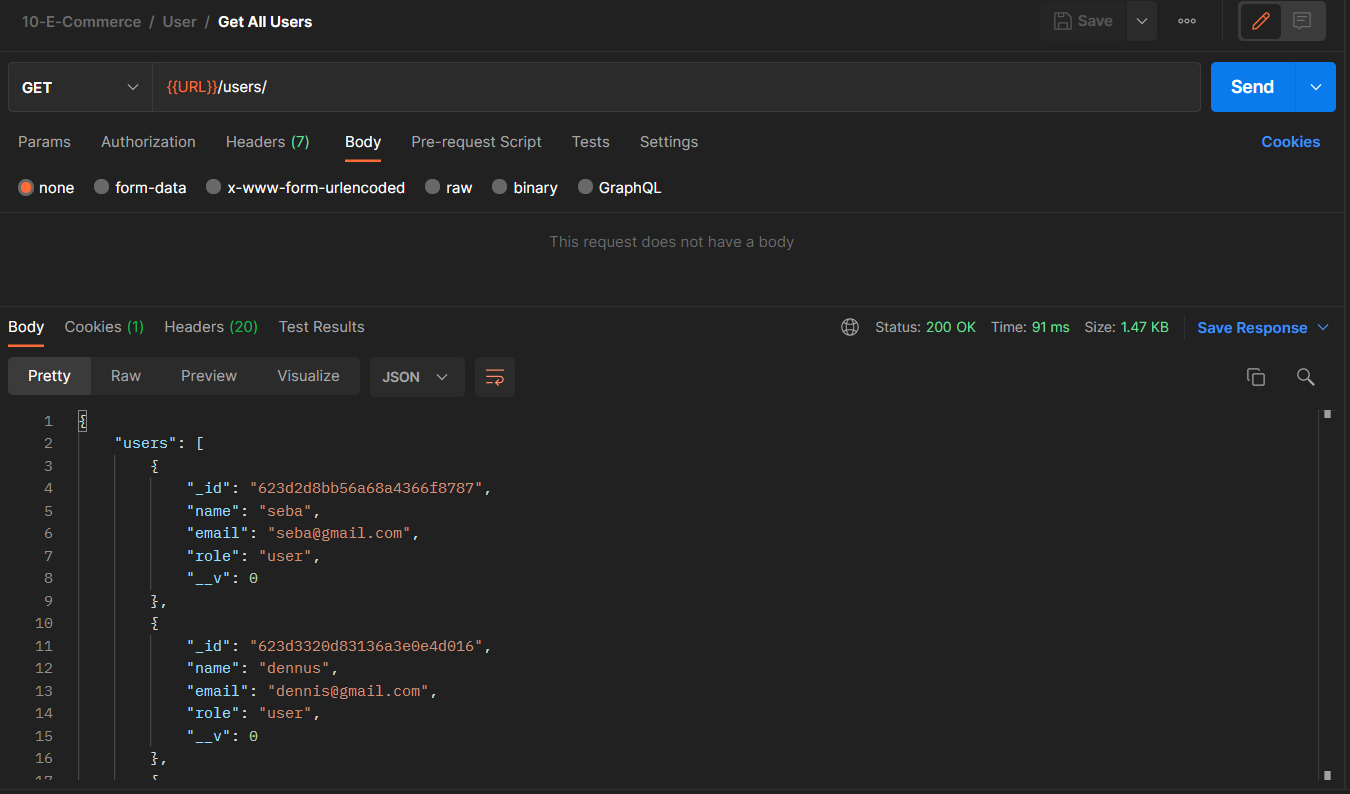 10-E-Commerce / User / Get All Users
Save
GET
{{URL}}/users/
Send
Params Authorization Headers (7) Body Pre-request Script Tests Settings
Cookies
none form-data x-www-form-urlencoded raw binary GraphQL
This request does not have a body
Body Cookies (1) Headers (20) Test Results
Status: 200 OK Time: 91 ms Size: 1.47 KB
Save Response
Pretty Raw Preview Visualize
JSON
1 {
2 "users": [
3 {
4 "_id": "623d2d8bb56a68a4366f8787",
5 "name": "seba",
6 "email": "seba@gmail.com",
7 "role": "user",
8 "__v": 0
9 },
10 {
11 "_id": "623d3320d83136a3e0e4d016",
12 "name": "dennus",
13 "email": "dennis@gmail.com",
14 "role": "user",
15 "__v": 0
16 },
17 {